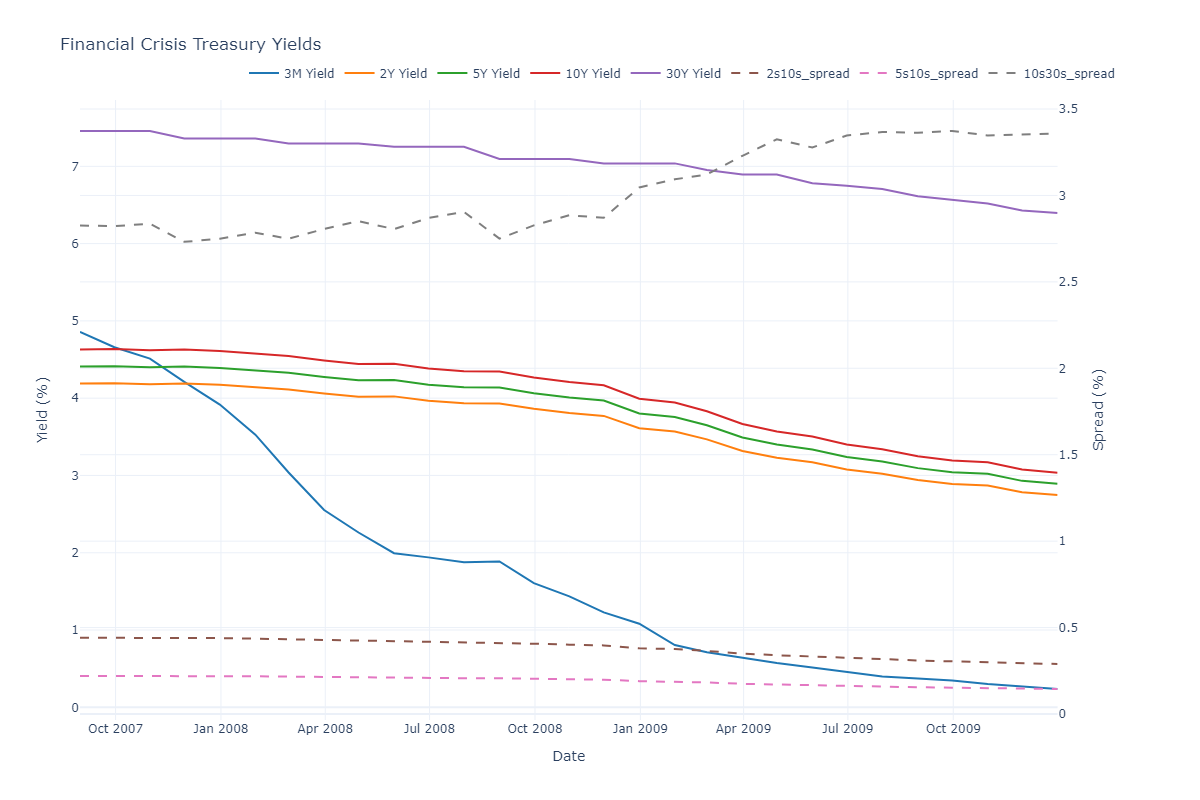 Financial Crisis Treasury Yields
3M Yield 2Y Yield 5Y Yield 10Y Yield 30Y Yield 2s10s_spread 5s10s_spread 10s30s_spread
3.5
7
3
6
2.5
5
2
4
1.5
3
2
1
1
0.5
0
0
Yield (%)
Spread (%)
Oct 2007 Jan 2008 Apr 2008 Jul 2008 Oct 2008 Jan 2009 Apr 2009 Jul 2009 Oct 2009
Date